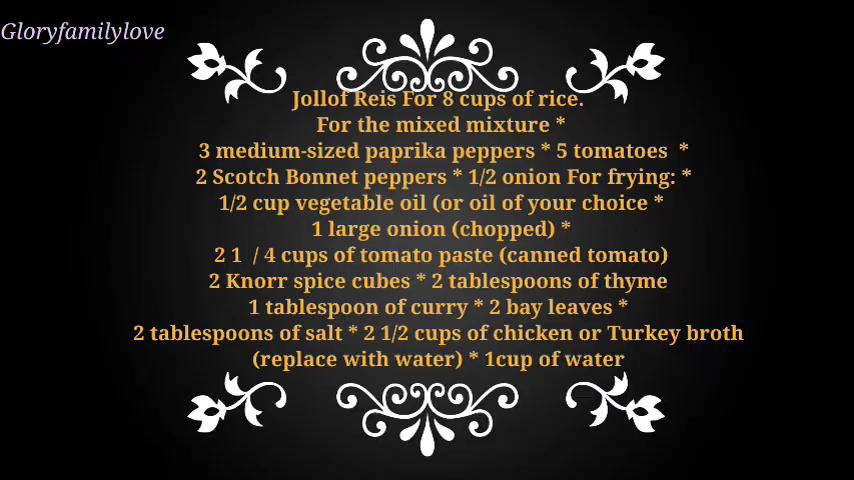 Gloryfamilylove
Jollof Reis For 8 cups of rice.
For the mixed mixture *
3 medium-sized paprika peppers * 5 tomatoes *
2 Scotch Bonnet peppers * 1/2 onion For frying: *
1/2 cup vegetable oil (or oil of your choice *
1 large onion (chopped) *
2 1 / 4 cups of tomato paste (canned tomato)
2 Knorr spice cubes * 2 tablespoons of thyme
1 tablespoon of curry * 2 bay leaves *
2 tablespoons of salt * 2 1/2 cups of chicken or Turkey broth
(replace with water) * 1cup of water